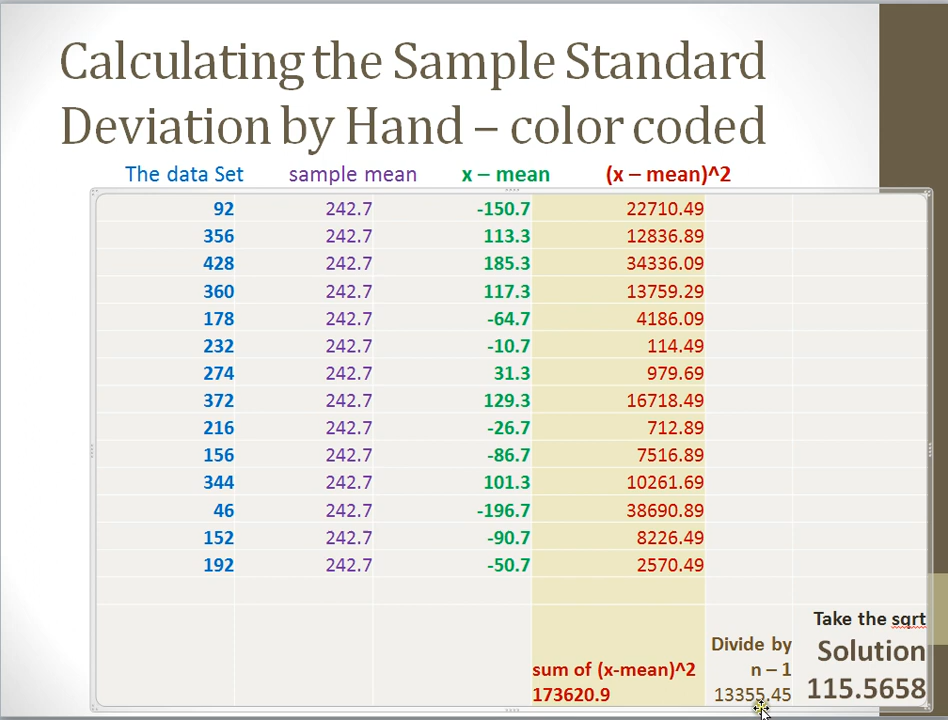 Calculating the Sample Standard
Deviation by Hand – color coded
The data Set sample mean x – mean (x – mean)^2
92 242.7 -150.7 22710.49
356 242.7 113.3 12836.89
428 242.7 185.3 34336.09
360 242.7 117.3 13759.29
178 242.7 -64.7 4186.09
232 242.7 -10.7 114.49
274 242.7 31.3 979.69
372 242.7 129.3 16718.49
216 242.7 -26.7 712.89
156 242.7 -86.7 7516.89
344 242.7 101.3 10261.69
46 242.7 -196.7 38690.89
152 242.7 -90.7 8226.49
192 242.7 -50.7 2570.49
sum of (x-mean)^2
173620.9
Divide by
n – 1
13355.45
Take the sqrt
Solution
115.5658